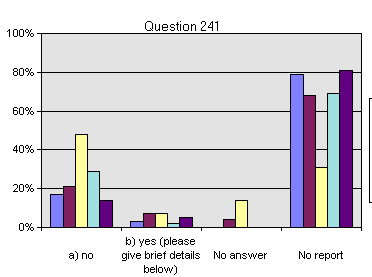 Question 241
100%
80%
60%
40%
20%
0%
a) no
b) yes (please
give brief details
below)
No answer
No report